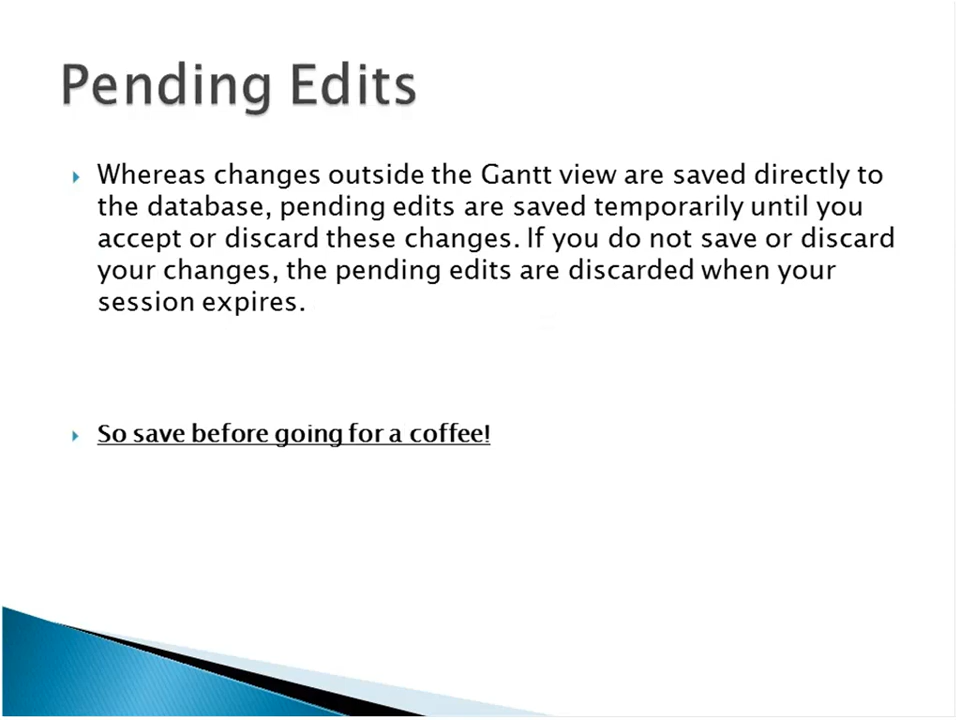 Pending Edits
Whereas changes outside the Gantt view are saved directly to
the database, pending edits are saved temporarily until you
accept or discard these changes. If you do not save or discard
your changes, the pending edits are discarded when your
session expires.
So save before going for a coffee!